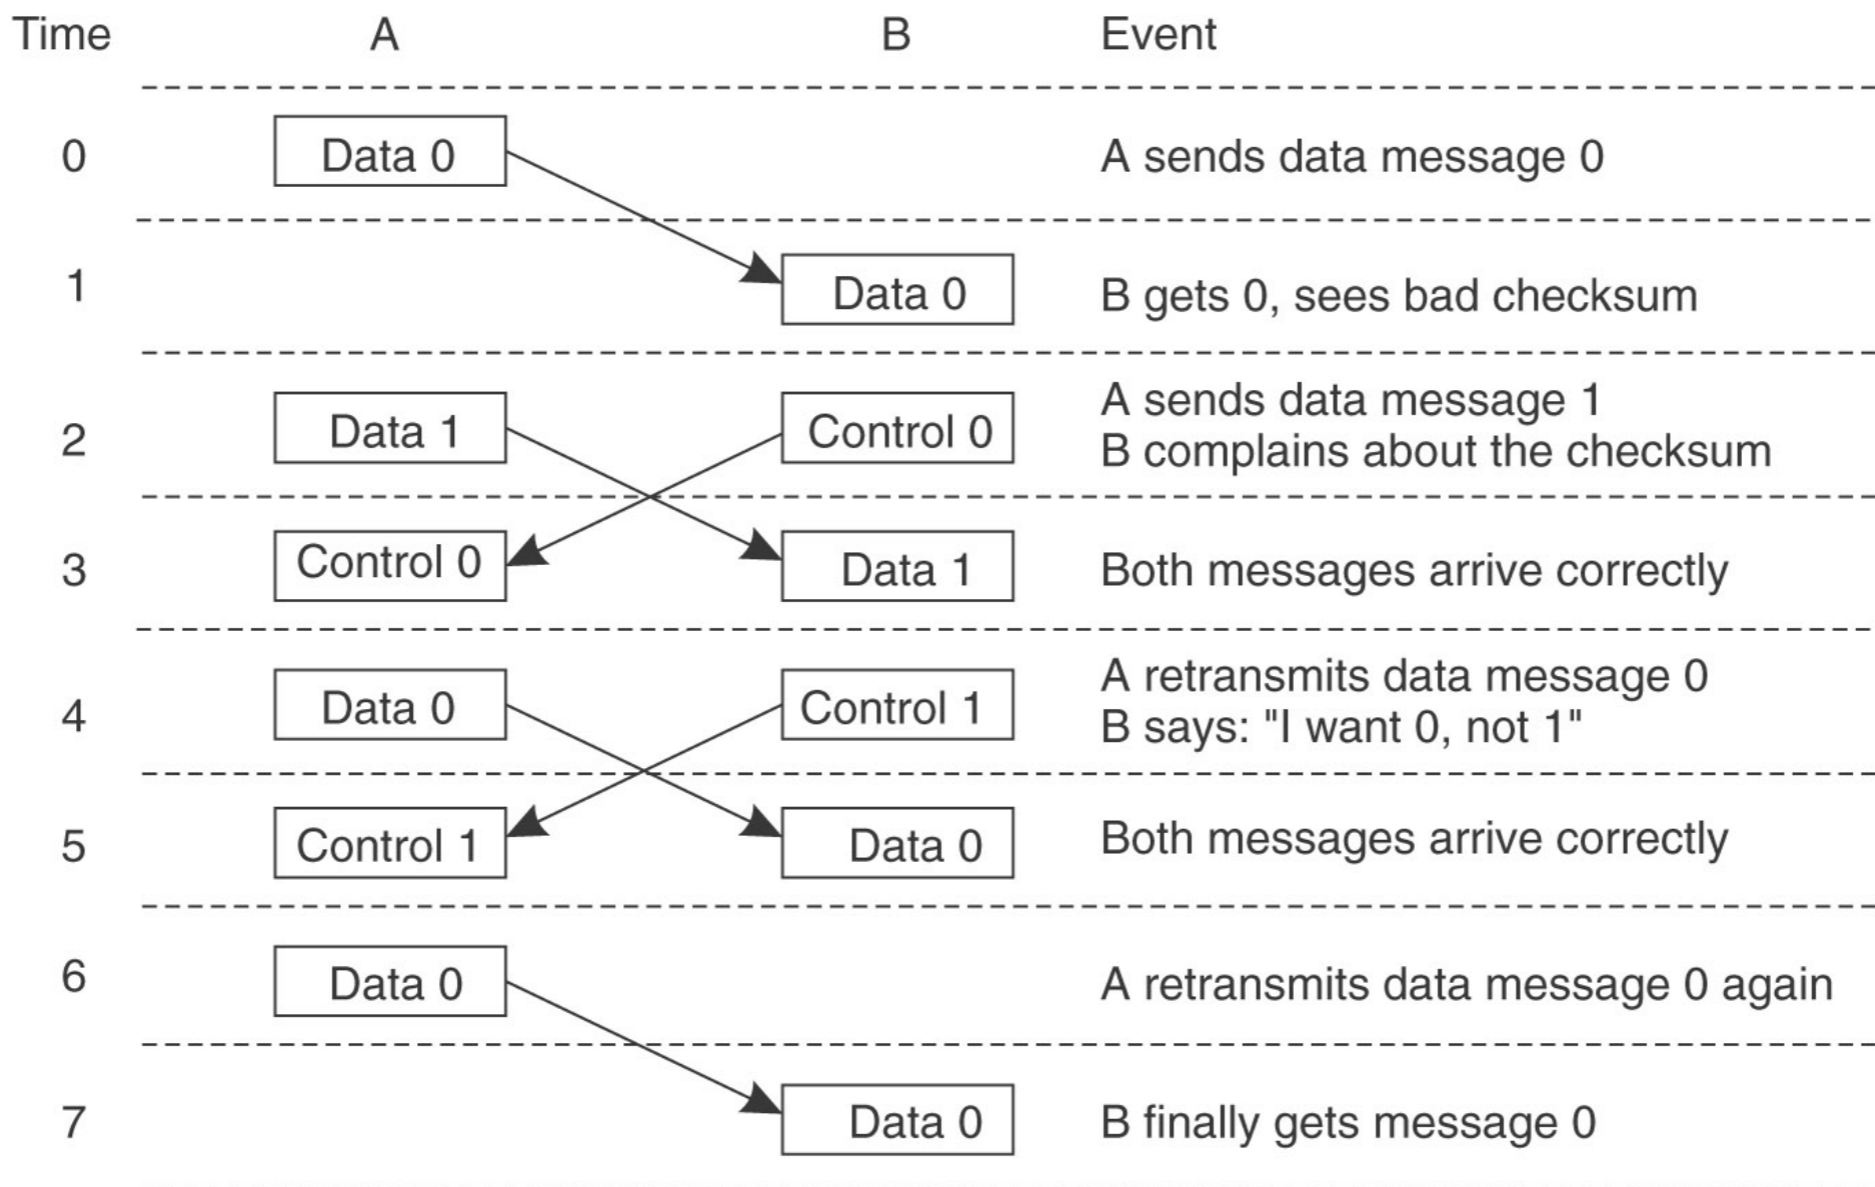 Time A B Event
0 Data 0 A sends data message 0
1 Data 0 B gets 0, sees bad checksum
2 Data 1 Control 0 A sends data message 1
B complains about the checksum
3 Control 0 Data 1 Both messages arrive correctly
4 Data 0 Control 1 A retransmits data message 0
B says: "I want 0, not 1"
5 Control 1 Data 0 Both messages arrive correctly
6 Data 0 A retransmits data message 0 again
7 Data 0 B finally gets message 0